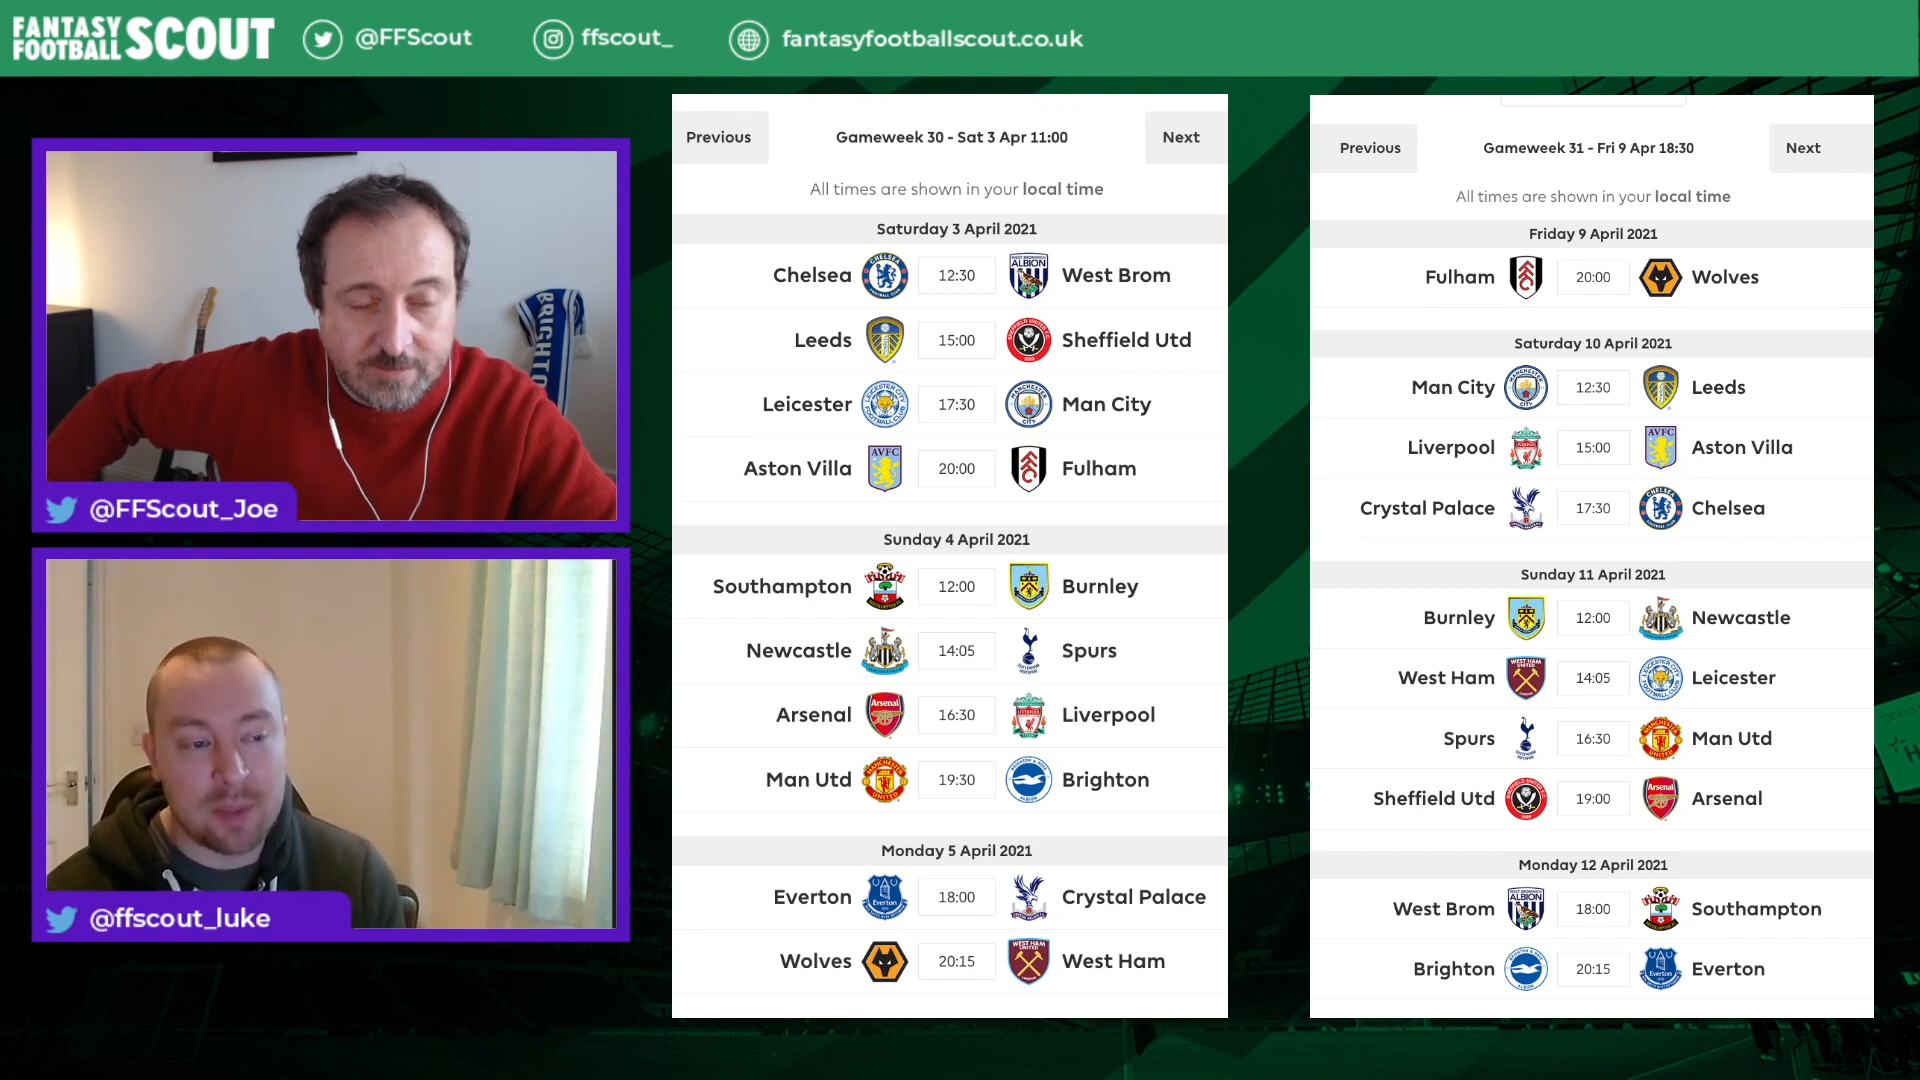 FANTASY FOOTBALL SCOUT
@FFScout
ffscout_
fantasyfootballscout.co.uk
BRIGHTON
@FFScout_Joe
@ffscout_luke
Previous
Gameweek 30 - Sat 3 Apr 11:00
Next
All times are shown in your local time
Saturday 3 April 2021
Chelsea 12:30 West Brom
Leeds 15:00 Sheffield Utd
Leicester 17:30 Man City
Aston Villa 20:00 Fulham
Sunday 4 April 2021
Southampton 12:00 Burnley
Newcastle 14:05 Spurs
Arsenal 16:30 Liverpool
Man Utd 19:30 Brighton
Monday 5 April 2021
Everton 18:00 Crystal Palace
Wolves 20:15 West Ham
Previous
Gameweek 31 - Fri 9 Apr 18:30
Next
All times are shown in your local time
Friday 9 April 2021
Fulham 20:00 Wolves
Saturday 10 April 2021
Man City 12:30 Leeds
Liverpool 15:00 Aston Villa
Crystal Palace 17:30 Chelsea
Sunday 11 April 2021
Burnley 12:00 Newcastle
West Ham 14:05 Leicester
Spurs 16:30 Man Utd
Sheffield Utd 19:00 Arsenal
Monday 12 April 2021
West Brom 18:00 Southampton
Brighton 20:15 Everton